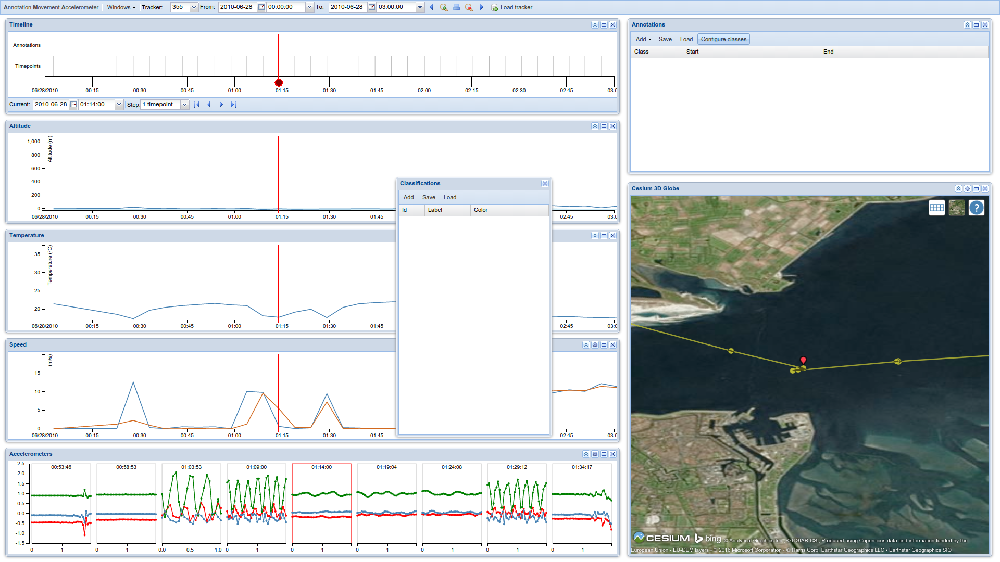 Annotation Movement Accelerometer Windows Tracker: 355 From: 2010-06-28 00:00:00 To: 2010-06-28 03:00:00 Load tracker
Timeline
Annotations
Timepoints
06/28/2010 00:15 00:30 00:45 01:00 01:15 01:30 01:45 02:00 02:15 02:30 02:45 03:0
Current: 2010-06-28 01:14:00 Step: 1 timepoint
Altitude
Altitude (m)
1,000
800
600
400
200
0
06/28/2010 00:15 00:30 00:45 01:00 01:15 01:30 01:45 02:45 03:0
Temperature
Temperature (°C)
35
30
25
20
06/28/2010 00:15 00:30 00:45 01:00 01:15 01:30 01:45 02:45 03:0
Speed
(m/s)
15
10
5
0
06/28/2010 00:15 00:30 00:45 01:00 01:15 01:30 01:45 02:45 03:0
Accelerometers
00:53:46 00:58:53 01:03:53 01:09:00 01:14:00 01:19:04 01:24:08 01:29:12 01:34:17
2.5
2.0
1.5
1.0
0.5
0.0
-0.5
-1.0
-1.5
0 1 0 1 0.0 0.5 1.0 0 1 0 1 0 1 0 1 0 1 0 1
Classifications
Add Save Load
Id Label Color
Annotations
Add Save Load Configure classes
Class Start End
Cesium 3D Globe
?
CESIUM bing © Analytical Graphics Inc., © CGIAR-CSI, Produced using Copernicus data and information funded by the
European Union - EU-DEM layers • © 2016 Microsoft Corporation • © Harris Corp, Earthstar Geographics LLC • Earthstar Geographics SIO